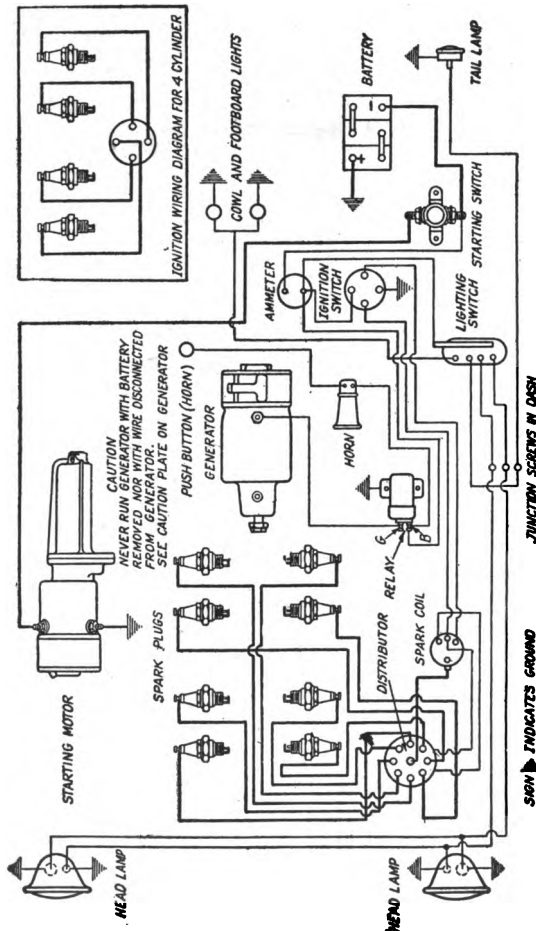 IGNITION WIRING DIAGRAM FOR 4 CYLINDER
CAUTION
NEVER RUN GENERATOR WITH BATTERY
REMOVED NOR WITH WIRE DISCONNECTED
FROM GENERATOR.
SEE CAUTION PLATE ON GENERATOR
STARTING MOTOR
PUSH BUTTON (HORN)
COWL AND FOOTBOARD LIGHTS
GENERATOR
SPARK PLUGS
HORN
AMMETER
IGNITION
SWITCH
BATTERY
+
-
STARTING SWITCH
TAIL LAMP
LIGHTING
SWITCH
G
B
RELAY
DISTRIBUTOR
SPARK COIL
HEAD LAMP
HEAD LAMP
SIGN INDICATES GROUND
JUNCTION SCREWS IN DASH